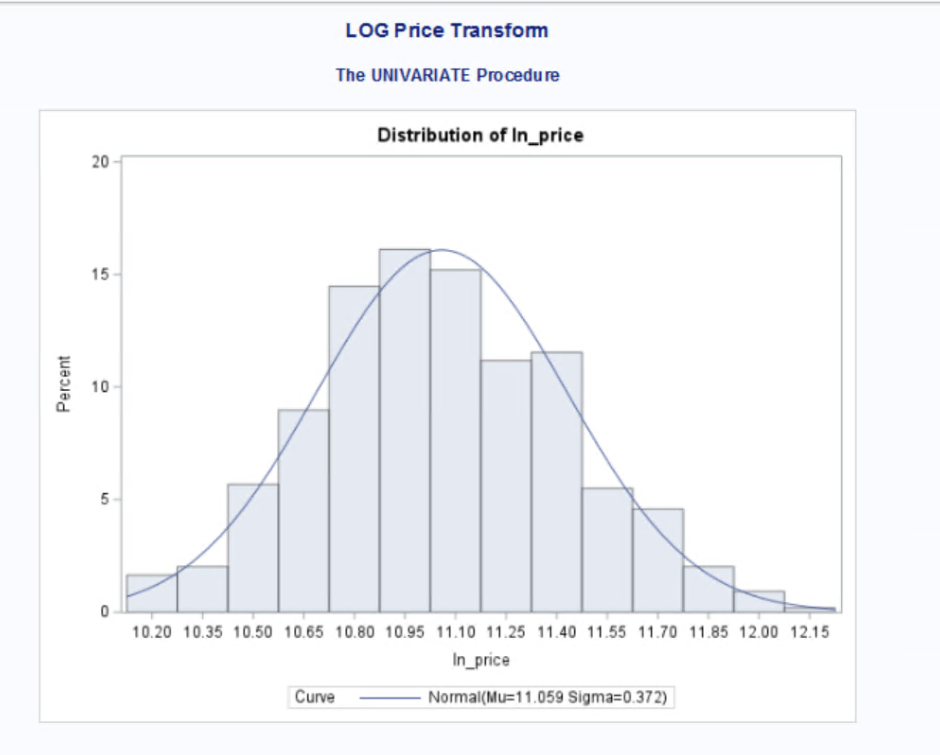 LOG Price Transform
The UNIVARIATE Procedure
Distribution of ln_price
20
15
10
5
0
Percent
10.20 10.35 10.50 10.65 10.80 10.95 11.10 11.25 11.40 11.55 11.70 11.85 12.00 12.15
ln_price
Curve Normal(Mu=11.059 Sigma=0.372)